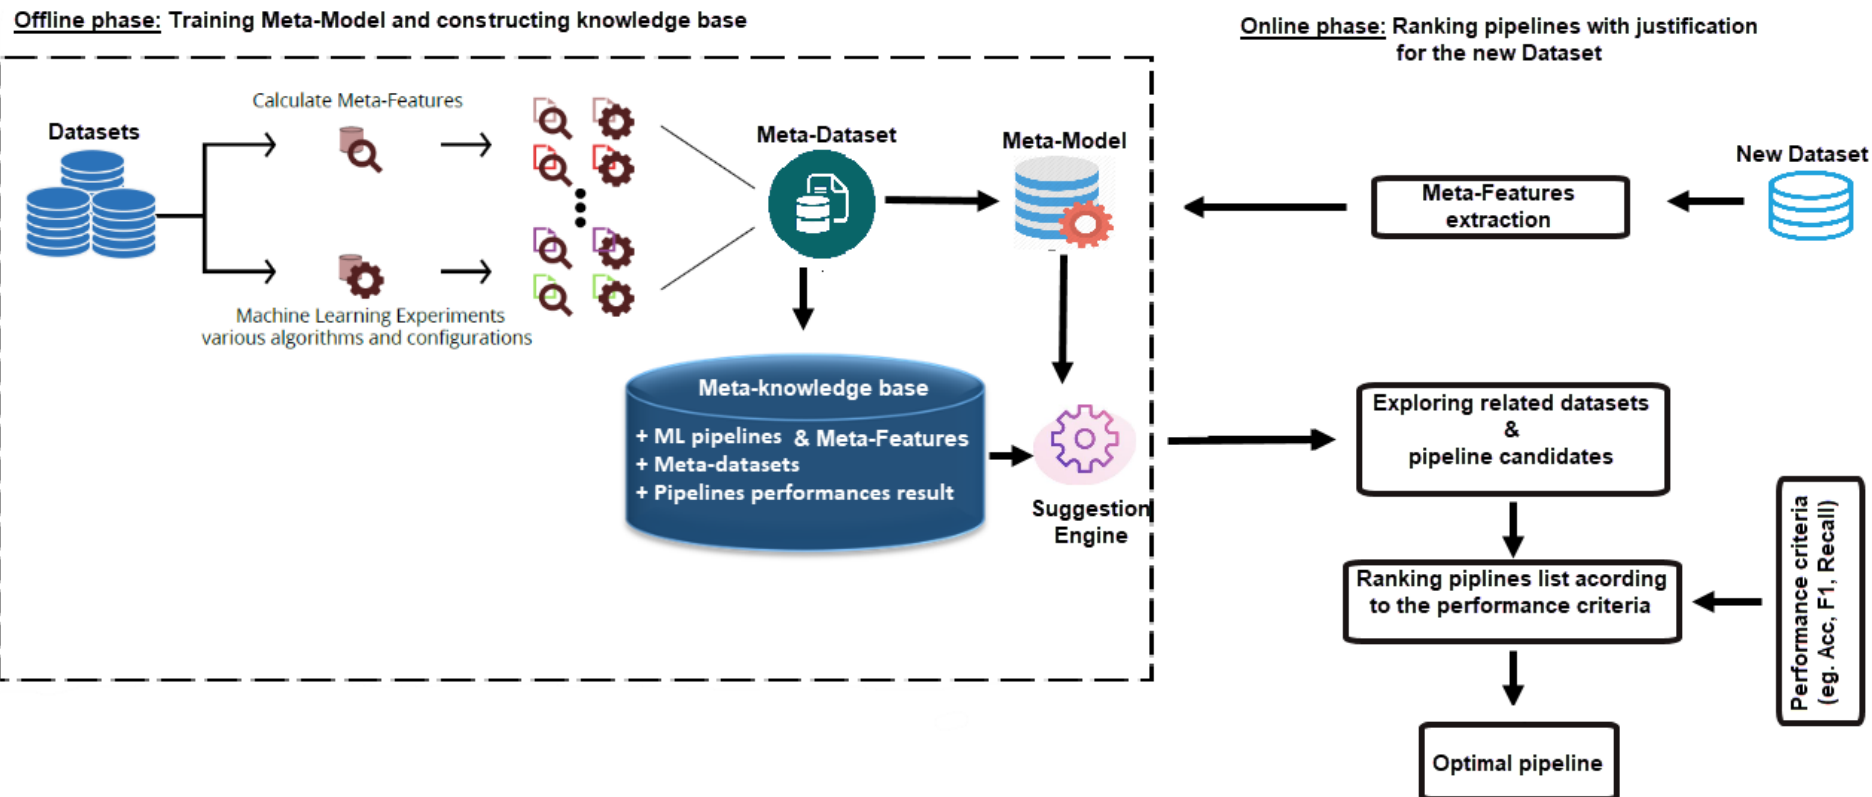 Offline phase: Training Meta-Model and constructing knowledge base
Online phase: Ranking pipelines with justification
for the new Dataset
Calculate Meta-Features
Datasets
Machine Learning Experiments
various algorithms and configurations
Meta-Dataset
Meta-Model
New Dataset
Meta-Features
extraction
Meta-knowledge base
+ ML pipelines & Meta-Features
+ Meta-datasets
+ Pipelines performances result
Suggestion
Engine
Exploring related datasets
&
pipeline candidates
Ranking piplines list acording
to the performance criteria
Performance criteria
(eg. Acc, F1, Recall)
Optimal pipeline